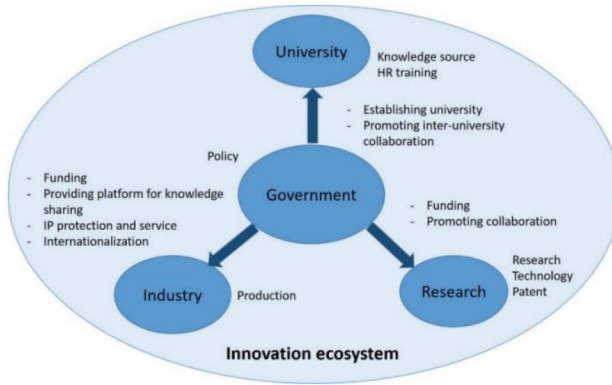 University
Knowledge source
HR training
- Establishing university
- Promoting inter-university
collaboration
Policy
Government
- Funding
- Providing platform for knowledge
sharing
- IP protection and service
- Internationalization
- Funding
- Promoting collaboration
Industry
Production
Research
Research
Technology
Patent
Innovation ecosystem